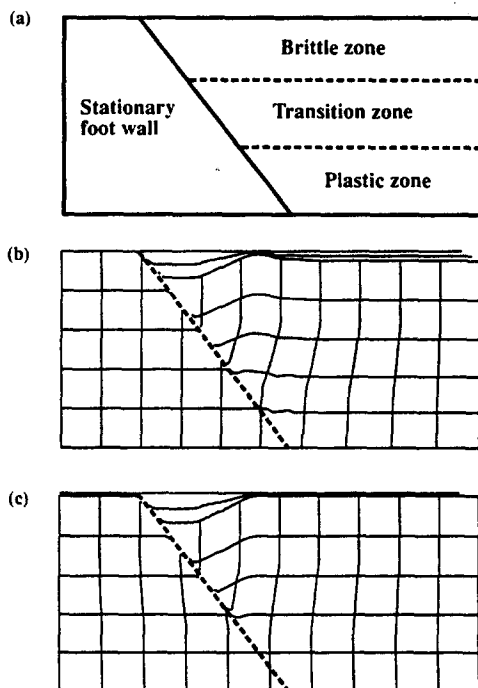 (a)
Brittle zone
Stationary
foot wall
Transition zone
Plastic zone
(b)
(c)